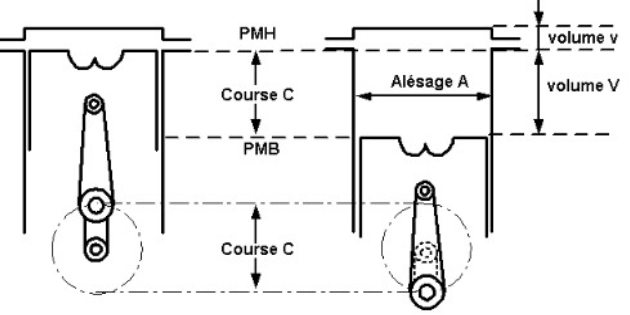 PMH
volume v
Course C
Alésage A
volume V
PMB
Course C